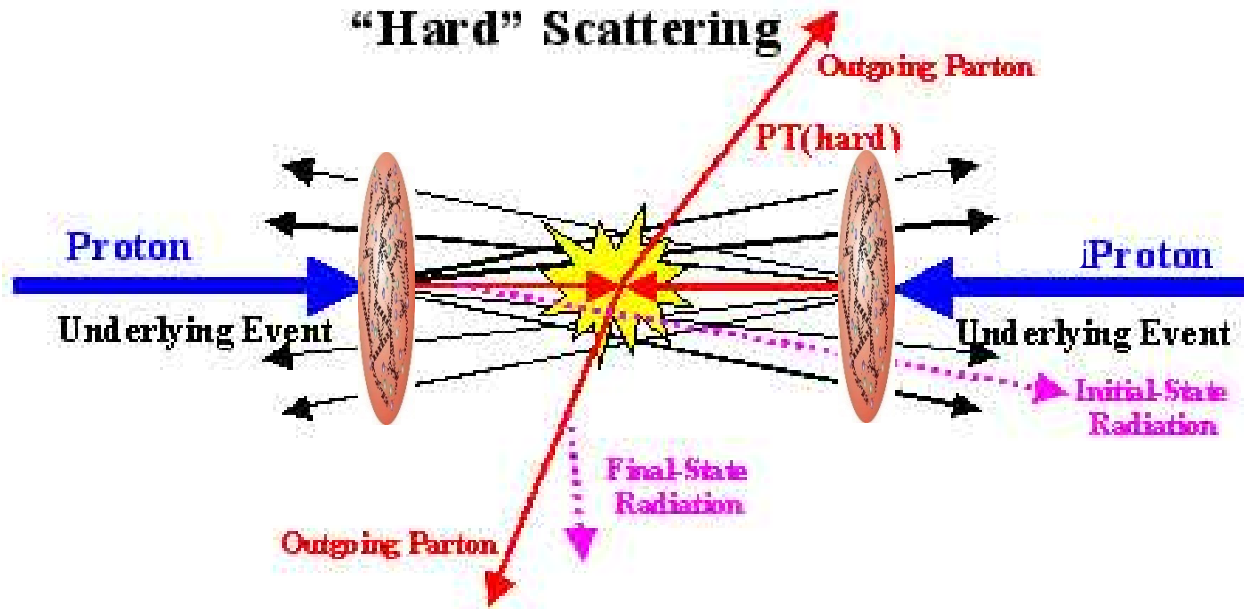 “Hard” Scattering
Outgoing Parton
PT(hard)
Proton
iProton
Underlying Event
Underlying Event
Initial-State
Radiation
Final-State
Radiation
Outgoing Parton